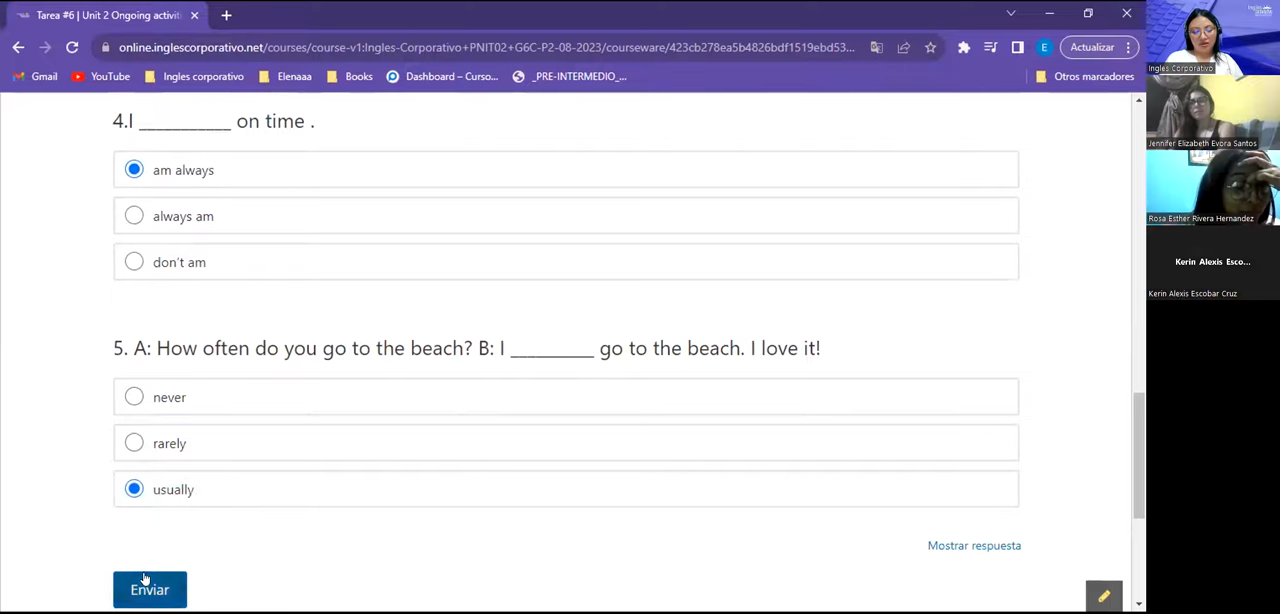 Tarea #6 | Unit 2 Ongoing activit
online.inglescorporativo.net/courses/course-v1:Ingles-Corporativo+PNIT02+G6C-P2-08-2023/courseware/423cb278ea5b4826bdf1519ebd53...
E
Actualizar
Gmail
YouTube
Ingles corporativo
Elenaaa
Books
Dashboard – Curso...
_PRE-INTERMEDIO_...
Otros marcadores
4.I ___________ on time .
am always
always am
don't am
5. A: How often do you go to the beach? B: I _________ go to the beach. I love it!
never
rarely
usually
Mostrar respuesta
Enviar
Ingles Corporativo
Jennifer Elizabeth Evora Santos
Rosa Esther Rivera Hernandez
Kerin Alexis Esco...
Kerin Alexis Escobar Cruz